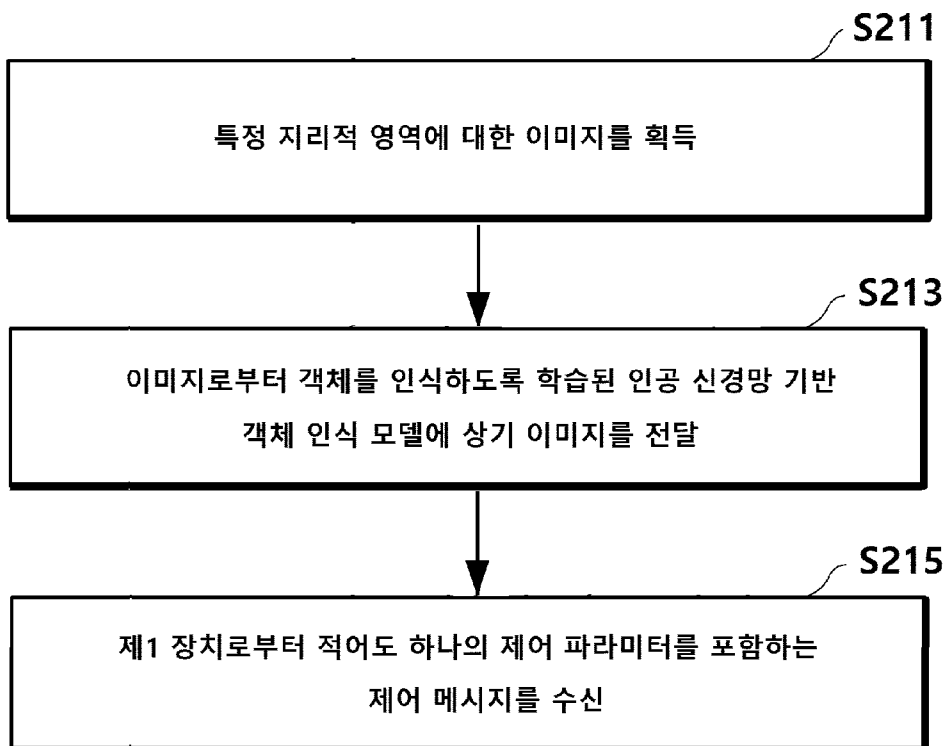 S211
특정 지리적 영역에 대한 이미지를 획득
S213
이미지로부터 객체를 인식하도록 학습된 인공 신경망 기반
객체 인식 모델에 상기 이미지를 전달
S215
제1 장치로부터 적어도 하나의 제어 파라미터를 포함하는
제어 메시지를 수신